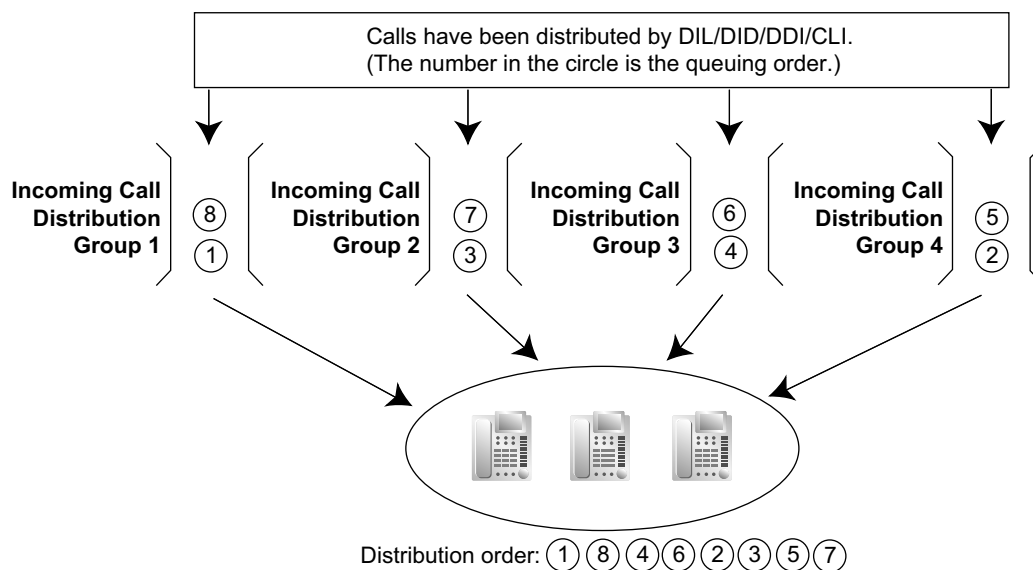 Calls have been distributed by DIL/DID/DDI/CLI.
(The number in the circle is the queuing order.)
Incoming Call
Distribution
Group 1
8
1
Incoming Call
Distribution
Group 2
7
3
Incoming Call
Distribution
Group 3
6
4
Incoming Call
Distribution
Group 4
5
2
Distribution order: 1 8 4 6 2 3 5 7